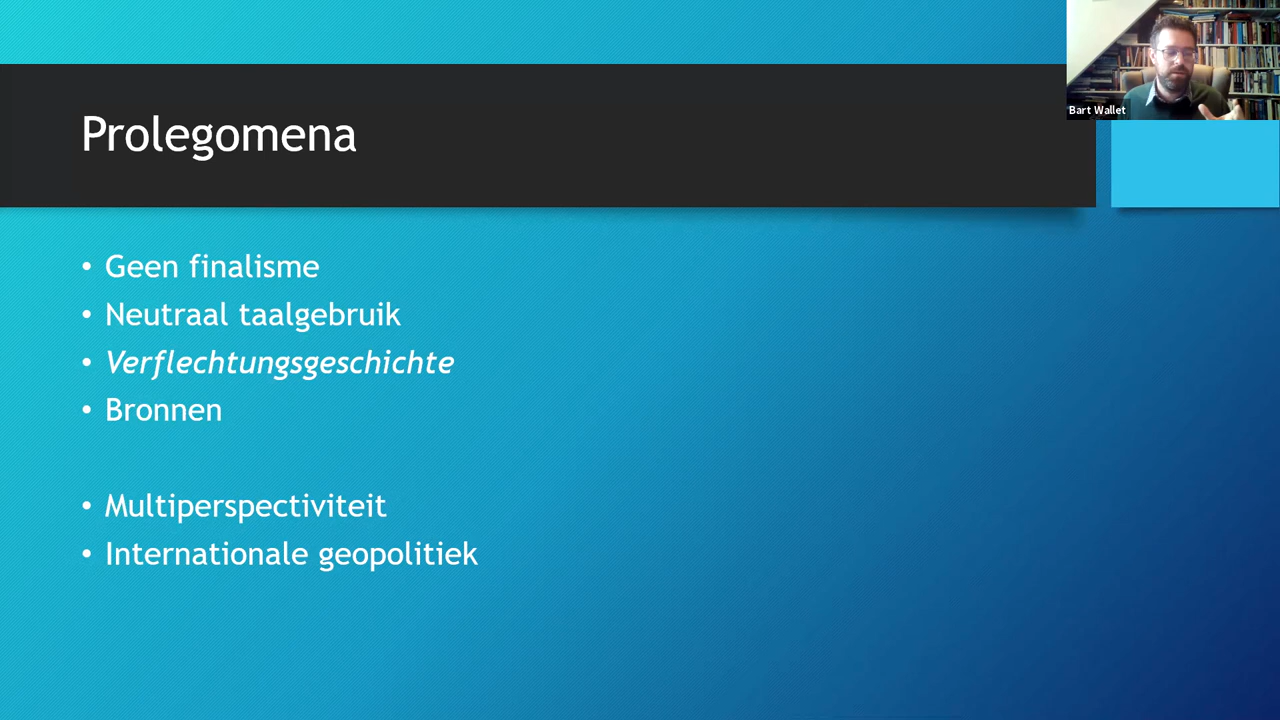 Bart Wallet
Prolegomena
• Geen finalisme
• Neutraal taalgebruik
• Verflechtungsgeschichte
• Bronnen
• Multiperspectiviteit
• Internationale geopolitiek